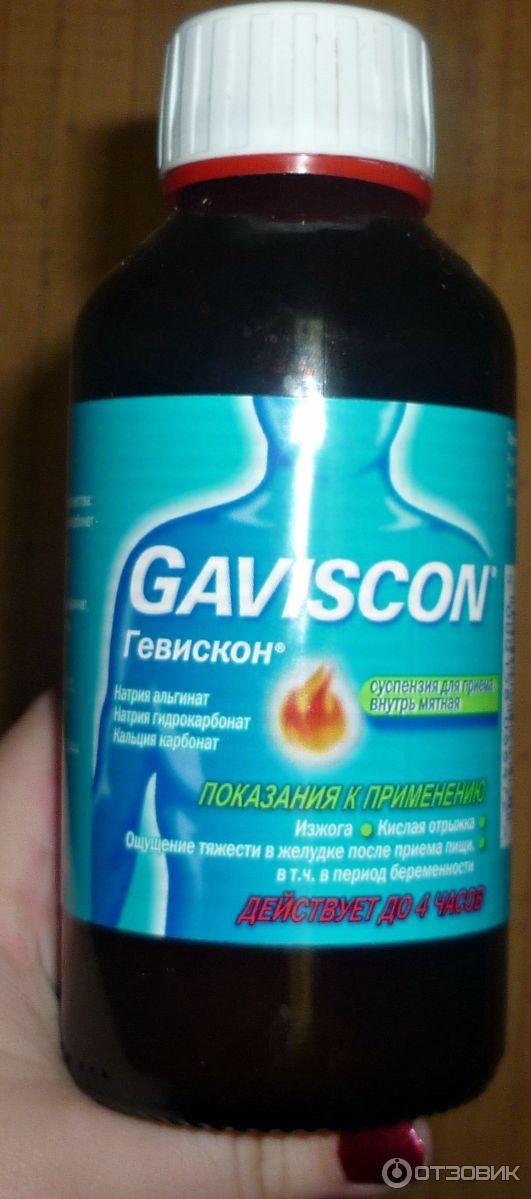 GAVISCON®
Гевискон®
Натрия альгинат
Натрия гидрокарбонат
Кальция карбонат
суспензия для приема
внутрь мятная
ПОКАЗАНИЯ К ПРИМЕНЕНИЮ
Изжога ● Кислая отрыжка ●
Ощущение тяжести в желудке после приема пищи, ●
в т.ч. в период беременности
ДЕЙСТВУЕТ ДО 4 ЧАСОВ
ОТЗОВИК